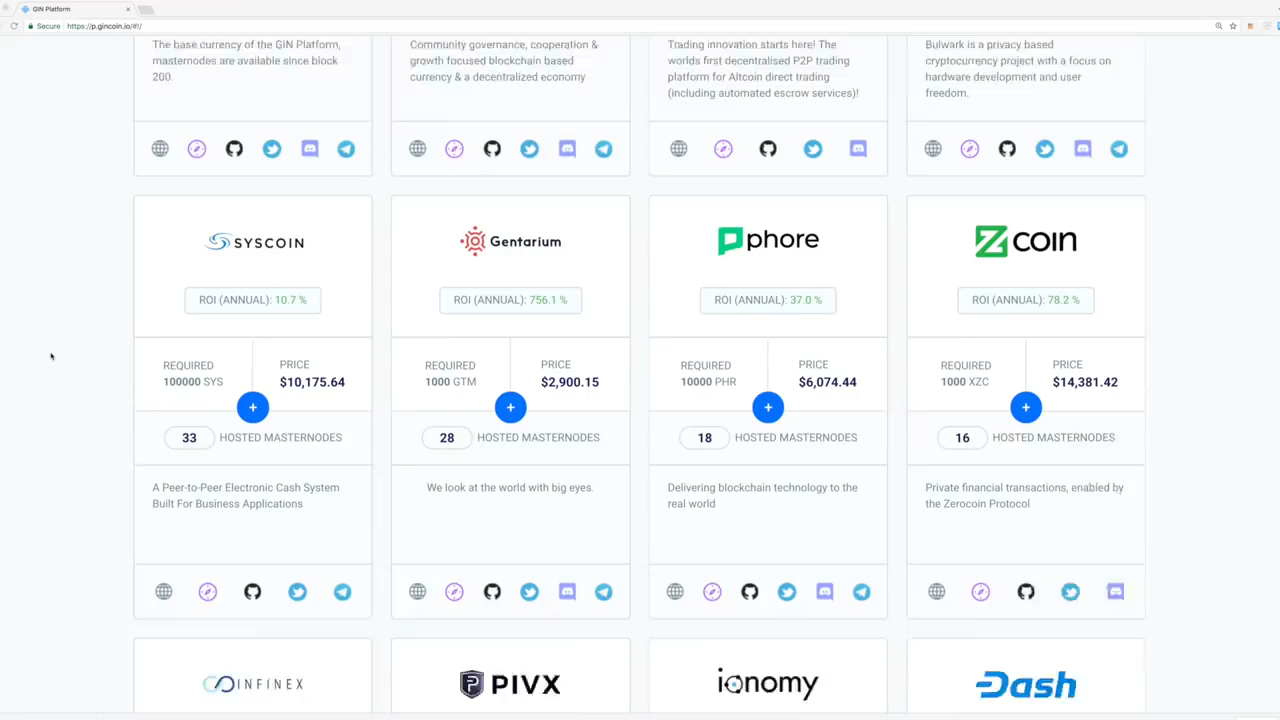 GIN Platform
Secure https://p.gincoin.io/#!/
The base currency of the GIN Platform,
masternodes are available since block
200.
Community governance, cooperation &
growth focused blockchain based
currency & a decentralized economy
Trading innovation starts here! The
worlds first decentralised P2P trading
platform for Altcoin direct trading
(including automated escrow services)!
Bulwark is a privacy based
cryptocurrency project with a focus on
hardware development and user
freedom.
SYSCOIN
ROI (ANNUAL): 10.7 %
REQUIRED
100000 SYS
PRICE
$10,175.64
+
33 HOSTED MASTERNODES
A Peer-to-Peer Electronic Cash System
Built For Business Applications
Gentarium
ROI (ANNUAL): 756.1 %
REQUIRED
1000 GTM
PRICE
$2,900.15
+
28 HOSTED MASTERNODES
We look at the world with big eyes.
phore
ROI (ANNUAL): 37.0 %
REQUIRED
10000 PHR
PRICE
$6,074.44
+
18 HOSTED MASTERNODES
Delivering blockchain technology to the
real world
ZCOIN
ROI (ANNUAL): 78.2 %
REQUIRED
1000 XZC
PRICE
$14,381.42
+
16 HOSTED MASTERNODES
Private financial transactions, enabled by
the Zerocoin Protocol
INFINEX
PIVX
ionomy
Dash